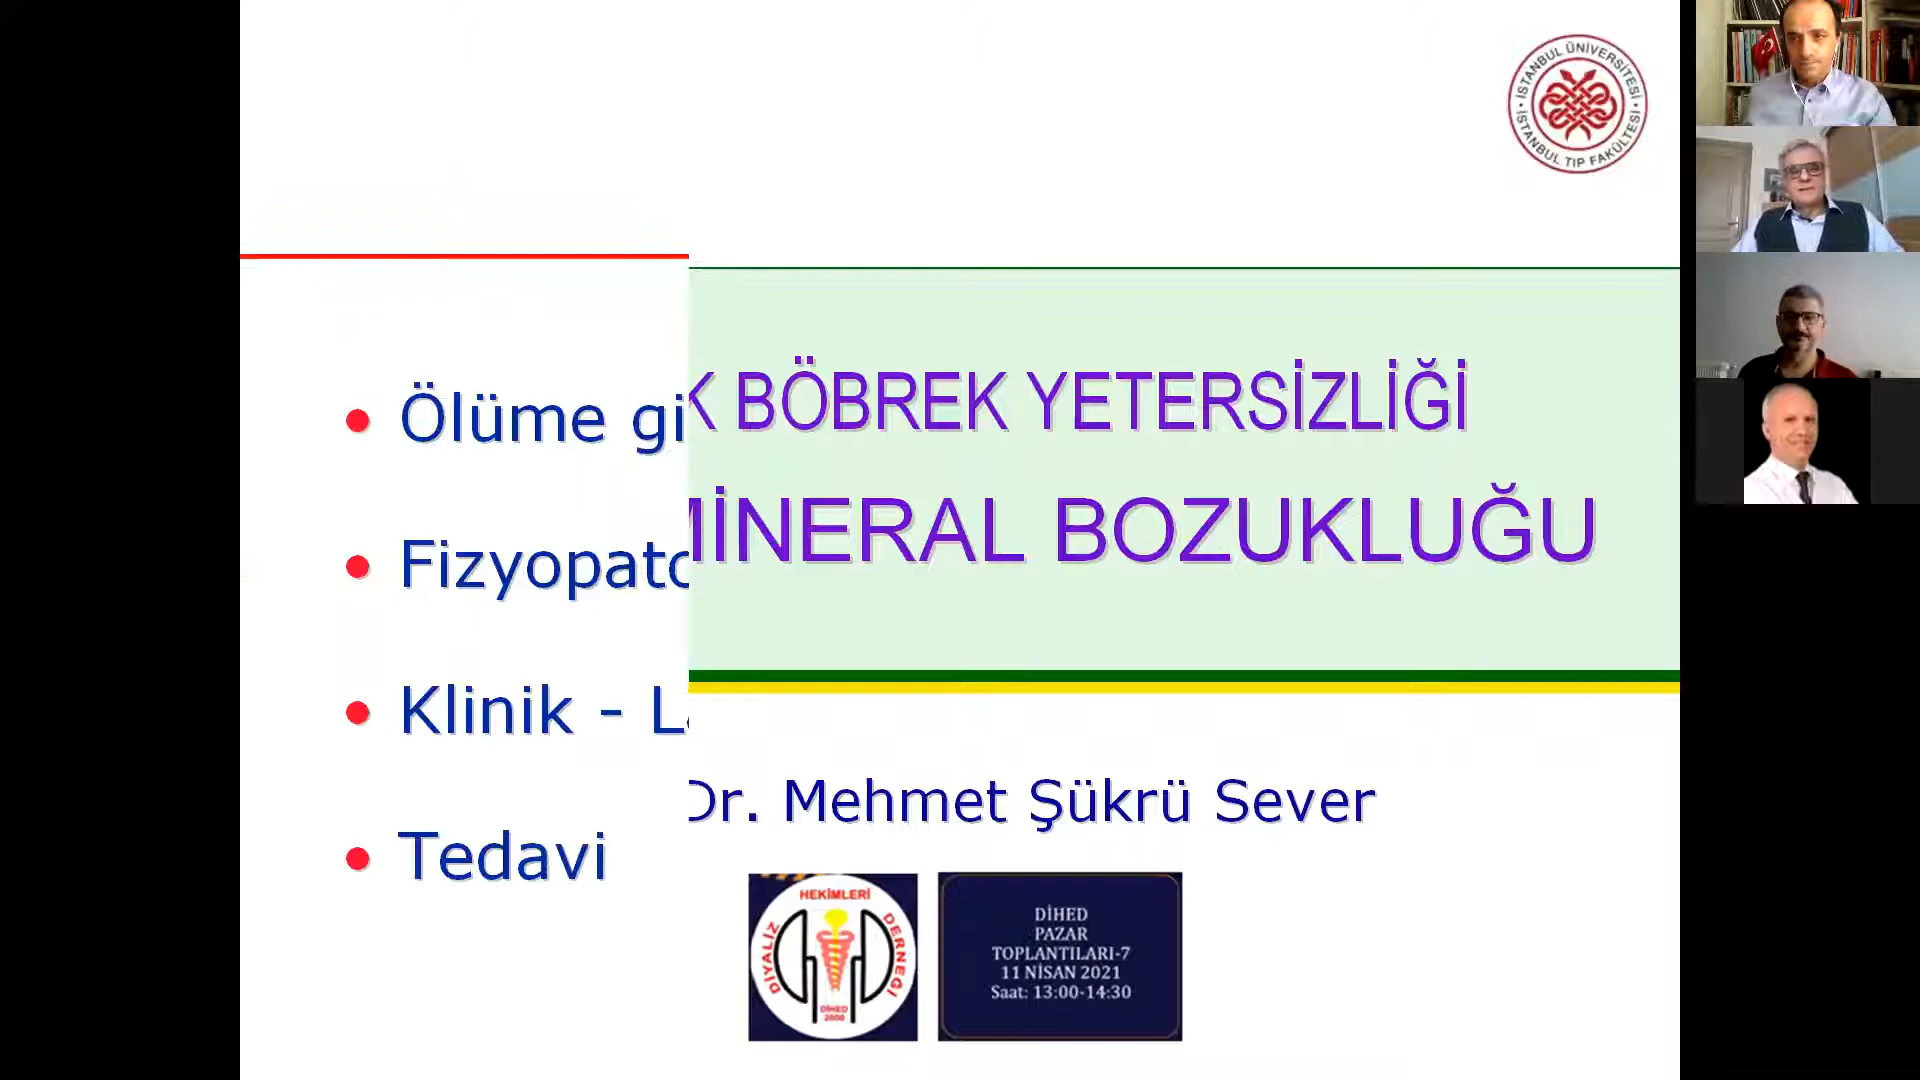 İSTANBUL ÜNİVERSİTESİ
İSTANBUL TIP FAKÜLTESİ
K BÖBREK YETERSİZLİĞİ
MİNERAL BOZUKLUĞU
Dr. Mehmet Şükrü Sever
• Ölüme gi
• Fizyopato
• Klinik - L
• Tedavi
DİYALİZ HEKİMLERİ DERNEĞİ
DİHED
2008
DİHED
PAZAR
TOPLANTILARI-7
11 NİSAN 2021
Saat: 13:00-14:30